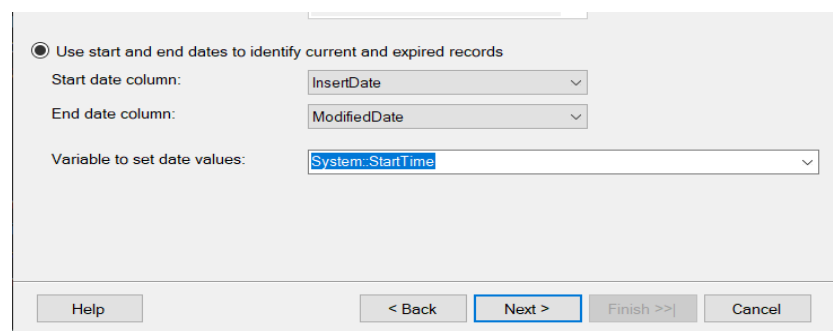 Use start and end dates to identify current and expired records
Start date column: InsertDate
End date column: ModifiedDate
Variable to set date values: System::StartTime
Help < Back Next > Finish >>| Cancel